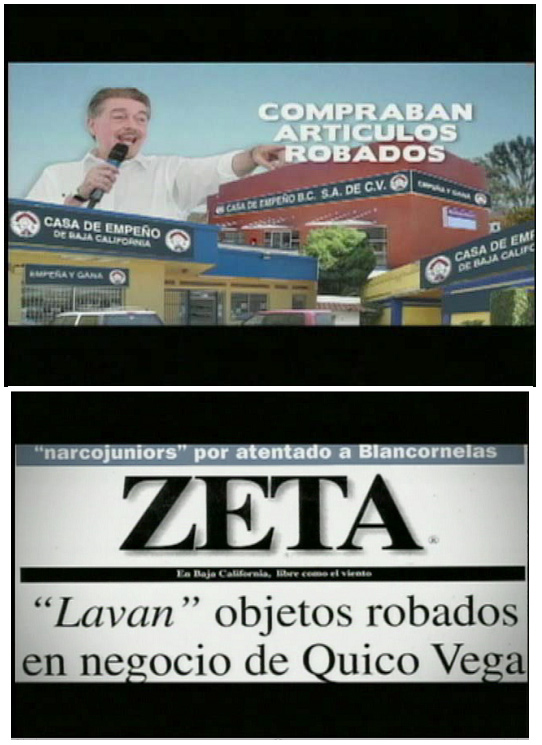 COMPRABAN
ARTICULOS
ROBADOS
CASA DE EMPEÑO B.C. S.A. DE C.V.
EMPEÑA Y GANA
CASA DE EMPEÑO
DE BAJA CALIFORNIA
EMPEÑA Y GANA
CASA DE EMP
DE BAJA CALIFO
“narcojuniors” por atentado a Blancornelas
ZETA®
En Baja California, libre como el viento
“Lavan” objetos robados
en negocio de Quico Vega